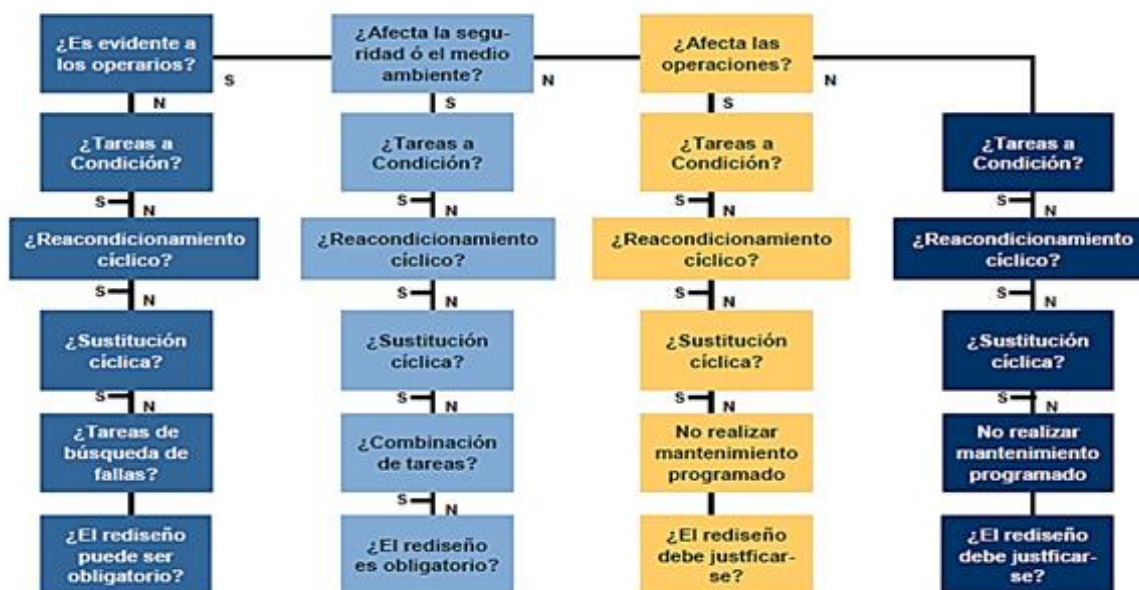 ¿Es evidente a
los operarios?
S
N
¿Tareas a
Condición?
S
N
¿Reacondicionamiento
cíclico?
S
N
¿Sustitución
cíclica?
S
N
¿Tareas de
búsqueda de
fallas?
¿El rediseño
puede ser
obligatorio?
¿Afecta la segu-
ridad ó el medio
ambiente?
N
S
¿Tareas a
Condición?
S
N
¿Reacondicionamiento
cíclico?
S
N
¿Sustitución
cíclica?
S
N
¿Combinación
de tareas?
S
N
¿El rediseño
es obligatorio?
¿Afecta las
operaciones?
N
S
¿Tareas a
Condición?
S
N
¿Reacondicionamiento
cíclico?
S
N
¿Sustitución
cíclica?
S
N
No realizar
mantenimiento
programado
¿El rediseño
debe justficar-
se?
¿Tareas a
Condición?
S
N
¿Reacondicionamiento
cíclico?
S
N
¿Sustitución
cíclica?
S
N
No realizar
mantenimiento
programado
¿El rediseño
debe justficar-
se?